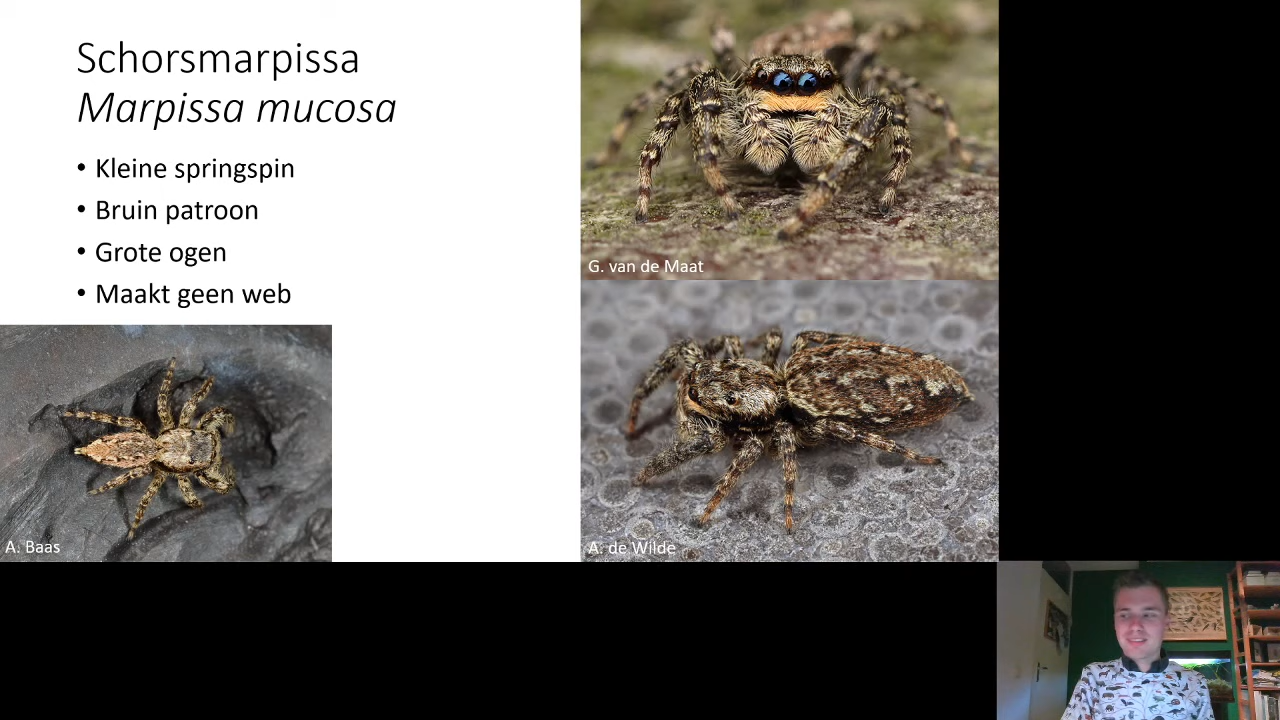 Schorsmarpissa
Marpissa mucosa
• Kleine springspin
• Bruin patroon
• Grote ogen
• Maakt geen web
G. van de Maat
A. Baas
A. de Wilde